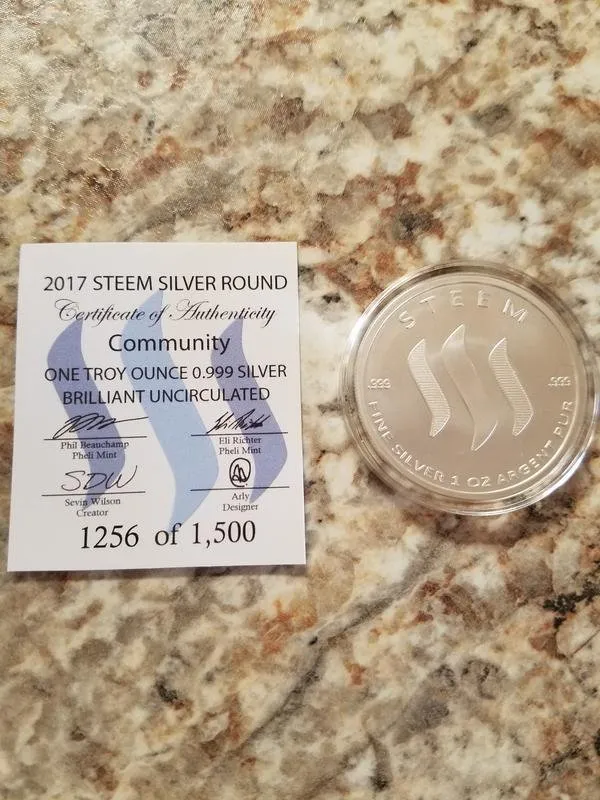 2017 STEEM SILVER ROUND
Certificate of Authenticity
Community
ONE TROY OUNCE 0.999 SILVER
BRILLIANT UNCIRCULATED
Phil Beauchamp
Pheli Mint
Eli Richter
Pheli Mint
SDW
Sevin Wilson
Creator
Arly
Designer
1256 of 1,500
STEEM
.999
.999
FINE SILVER 1 OZ ARGENT PUR